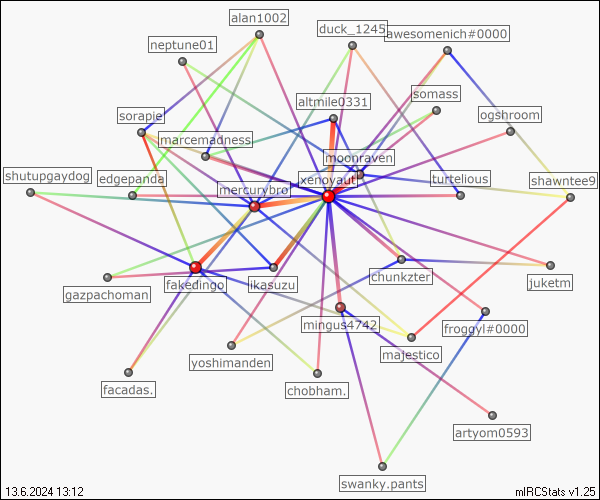 alan1002
duck_1245
awesomenich#0000
neptune01
altmile0331
somass
sorapie
ogshroom
marcemadness
moonraven
shutupgaydog
edgepanda
xenoyaut
turtelious
shawntee9
mercurybro
fakedingo
ikasuzu
chunkzter
juketm
gazpachoman
mingus4742
froggyl#0000
yoshimanden
majestico
facadas.
chobham.
artyom0593
swanky.pants
13.6.2024 13:12
mIRCStats v1.25